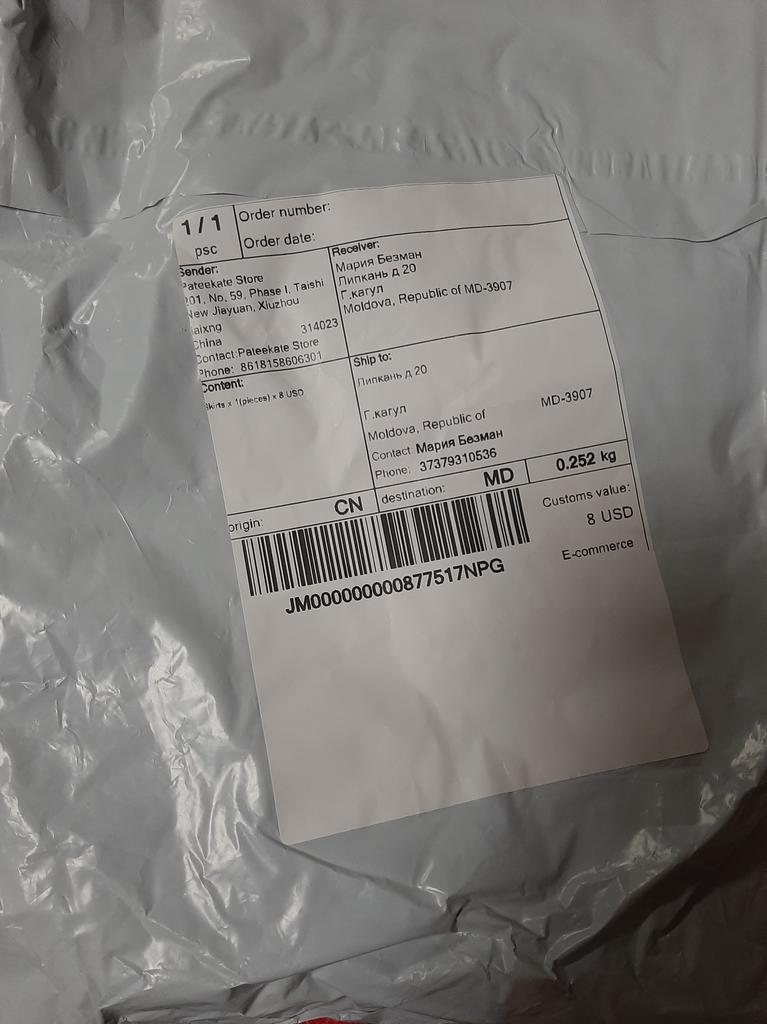 1 / 1
psc
Order number:
Order date:
Sender:
Pateekate Store
201, No, 59, Phase I, Taishi
New Jiayuan, Xiuzhou
314023
China
Contact:Pateekate Store
Phone: 8618158606301
Receiver:
Мария Безман
Липкань д 20
Г.кагул
Moldova, Republic of MD-3907
Content:
Skirts x 1(pieces) x 8 USD
Ship to:
Липкань д 20
Г.кагул
Moldova, Republic of MD-3907
Contact: Мария Безман
Phone: 37379310536
origin: CN
destination: MD
0.252 kg
Customs value:
8 USD
E-commerce
JM000000000877517NPG